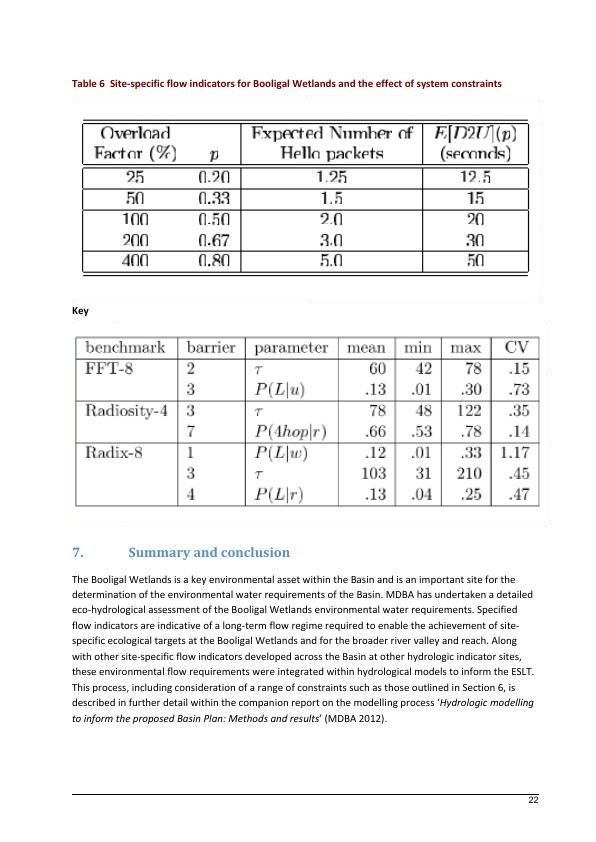 Table 6 Site-specific flow indicators for Booligal Wetlands and the effect of system constraints
Overload Factor (%) p Expected Number of Hello packets E[D2U](p) (seconds)
25 0.20 1.25 12.5
50 0.33 1.5 15
100 0.50 2.0 20
200 0.67 3.0 30
400 0.80 5.0 50
Key
benchmark barrier parameter mean min max CV
FFT-8 2 τ 60 42 78 .15
3 P(L|u) .13 .01 .30 .73
Radiosity-4 3 τ 78 48 122 .35
7 P(4hop|r) .66 .53 .78 .14
Radix-8 1 P(L|w) .12 .01 .33 1.17
3 τ 103 31 210 .45
4 P(L|r) .13 .04 .25 .47
7. Summary and conclusion
The Booligal Wetlands is a key environmental asset within the Basin and is an important site for the
determination of the environmental water requirements of the Basin. MDBA has undertaken a detailed
eco-hydrological assessment of the Booligal Wetlands environmental water requirements. Specified
flow indicators are indicative of a long-term flow regime required to enable the achievement of site-
specific ecological targets at the Booligal Wetlands and for the broader river valley and reach. Along
with other site-specific flow indicators developed across the Basin at other hydrologic indicator sites,
these environmental flow requirements were integrated within hydrological models to inform the ESLT.
This process, including consideration of a range of constraints such as those outlined in Section 6, is
described in further detail within the companion report on the modelling process 'Hydrologic modelling
to inform the proposed Basin Plan: Methods and results' (MDBA 2012).
22